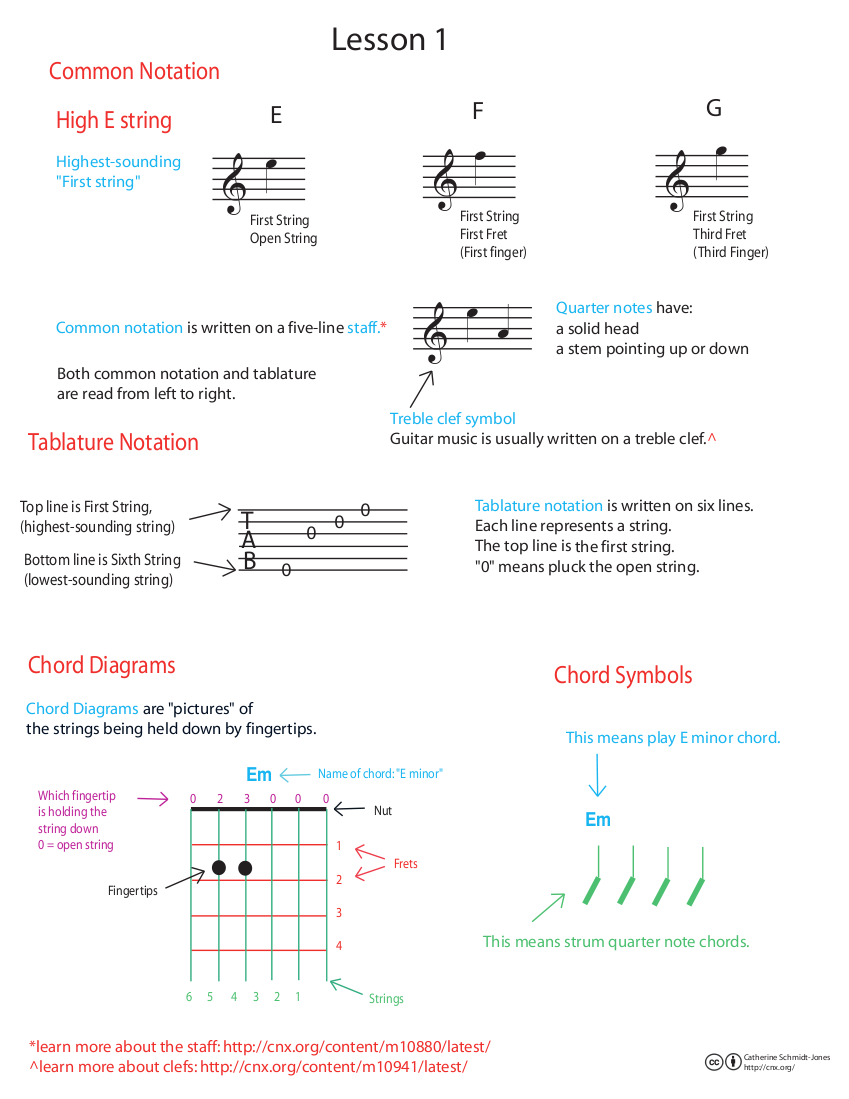 Lesson 1
Common Notation
High E string
E
F
G
Highest-sounding
"First string"
First String
Open String
First String
First Fret
(First finger)
First String
Third Fret
(Third Finger)
Common notation is written on a five-line staff.*
Both common notation and tablature
are read from left to right.
Quarter notes have:
a solid head
a stem pointing up or down
Treble clef symbol
Guitar music is usually written on a treble clef.^
Tablature Notation
Top line is First String,
(highest-sounding string)
Bottom line is Sixth String
(lowest-sounding string)
T
A
B
0
0
0
0
Tablature notation is written on six lines.
Each line represents a string.
The top line is the first string.
"0" means pluck the open string.
Chord Diagrams
Chord Diagrams are "pictures" of
the strings being held down by fingertips.
Em
Name of chord: "E minor"
Which fingertip
is holding the
string down
0 = open string
0 2 3 0 0 0
Nut
1
2
3
4
Frets
Fingertips
6 5 4 3 2 1
Strings
Chord Symbols
This means play E minor chord.
Em
This means strum quarter note chords.
*learn more about the staff: http://cnx.org/content/m10880/latest/
^learn more about clefs: http://cnx.org/content/m10941/latest/
cc
Catherine Schmidt-Jones
http://cnx.org/